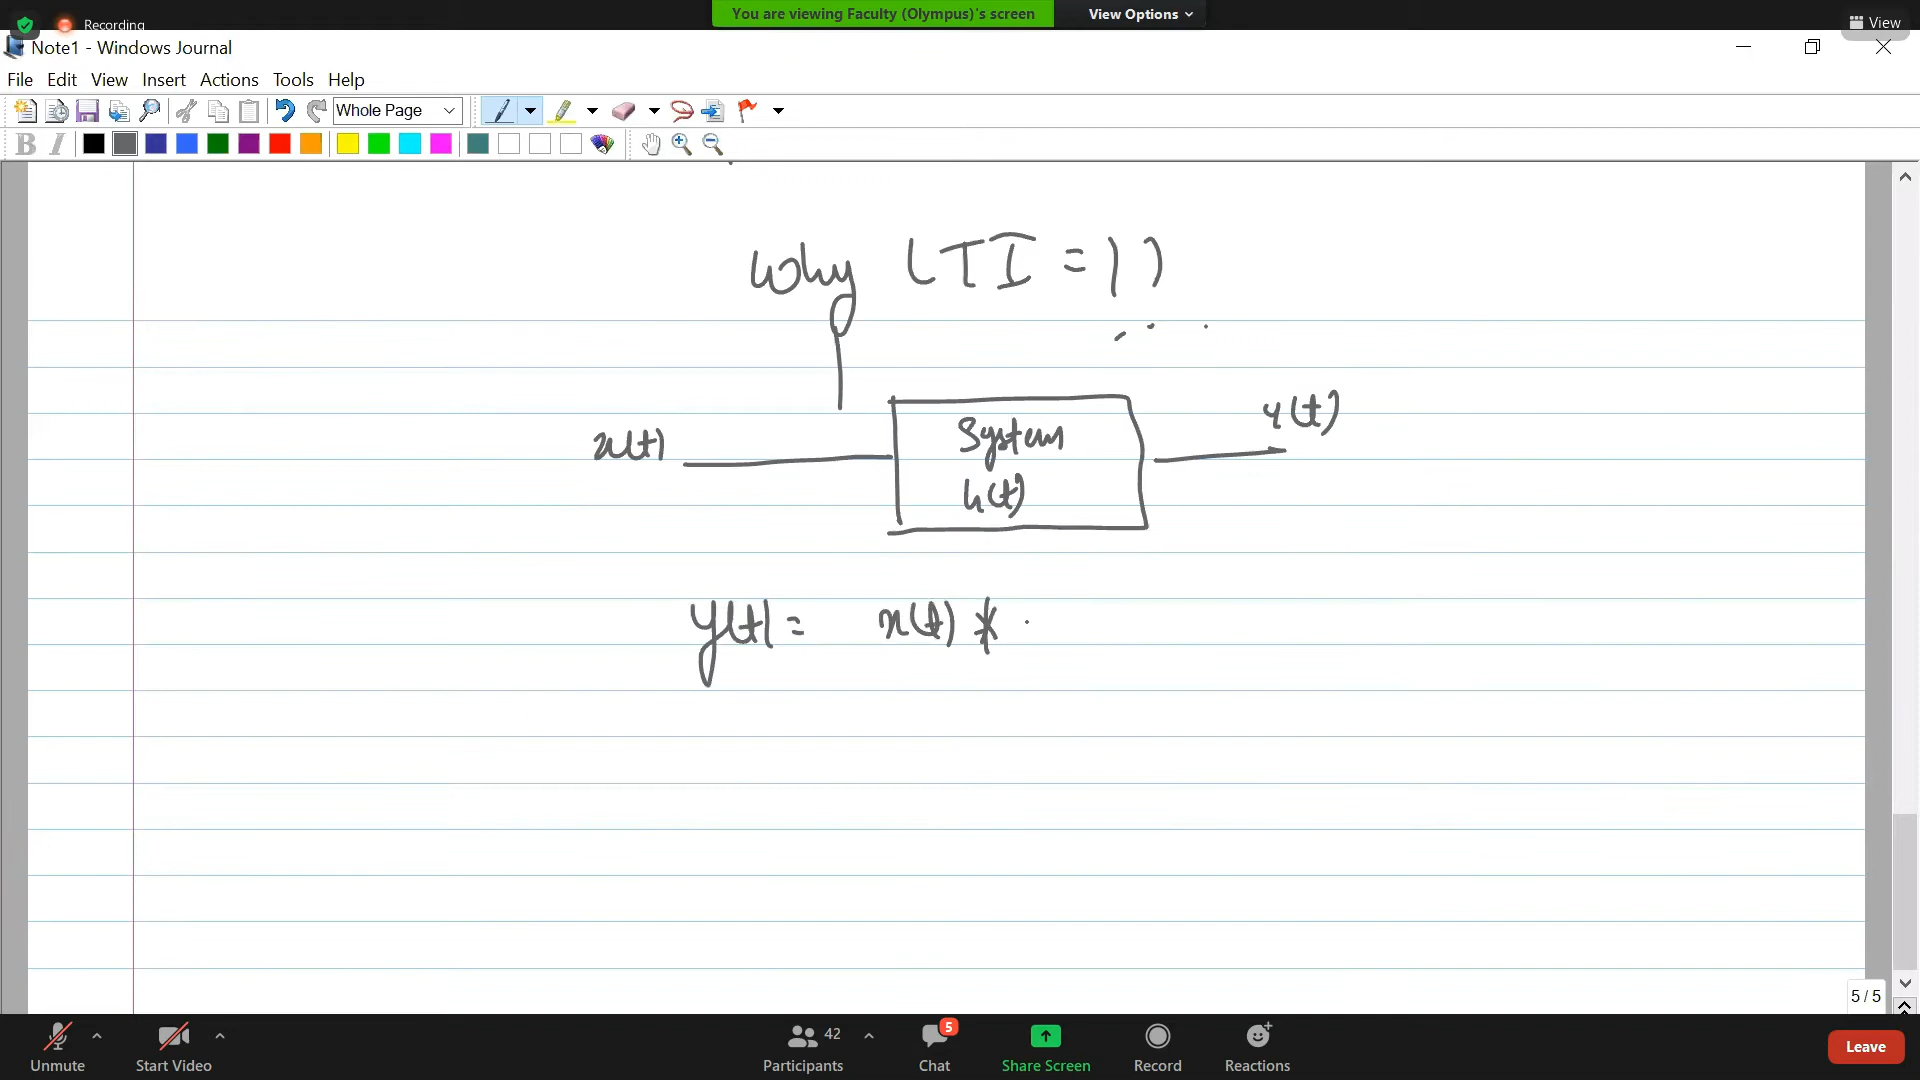 You are viewing Faculty (Olympus)'s screen
View Options
Recording
View
Note1 - Windows Journal
File Edit View Insert Actions Tools Help
Whole Page
B I
Why LTI = ! ?
x(t)
System
h(t)
y(t)
y(t) = x(t) *
5 / 5
Unmute
Start Video
42
Participants
5
Chat
Share Screen
Record
Reactions
Leave